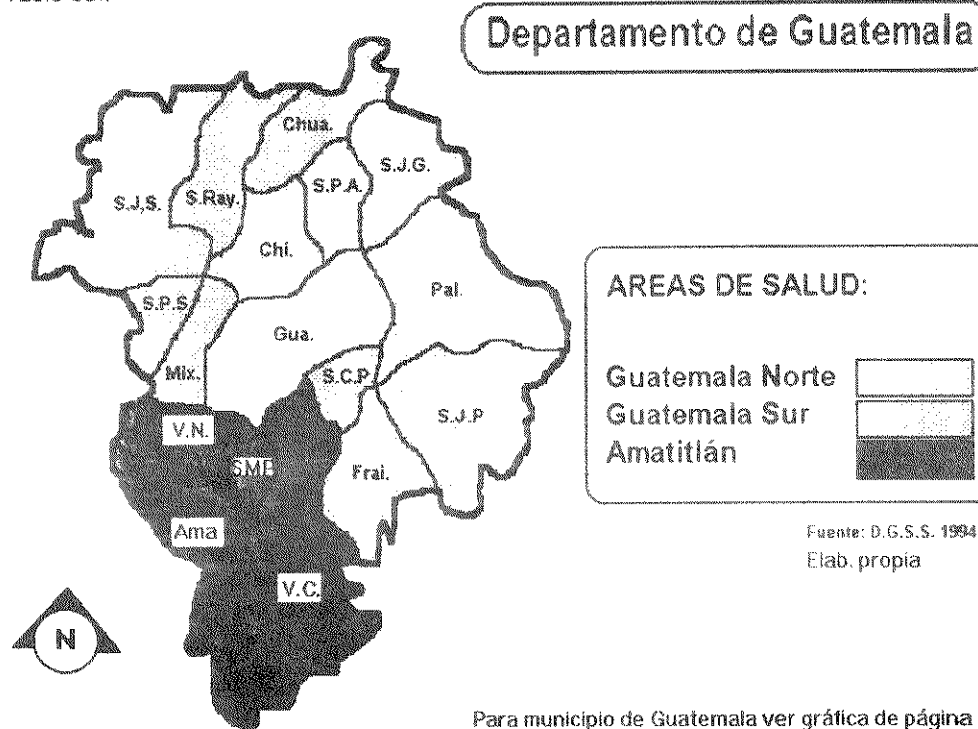 Departamento de Guatemala
Chua.
S.J.G.
S.P.A.
S.J,S.
S.Ray.
Chi.
Pal.
S.P.S
Gua.
Mix.
S.C.P.
S.J.P
V.N.
Frai.
Ama
V.C.
AREAS DE SALUD:
Guatemala Norte
Guatemala Sur
Amatitlán
Fuente: D.G.S.S. 1994
Elab. propia
N
Para municipio de Guatemala ver gráfica de página